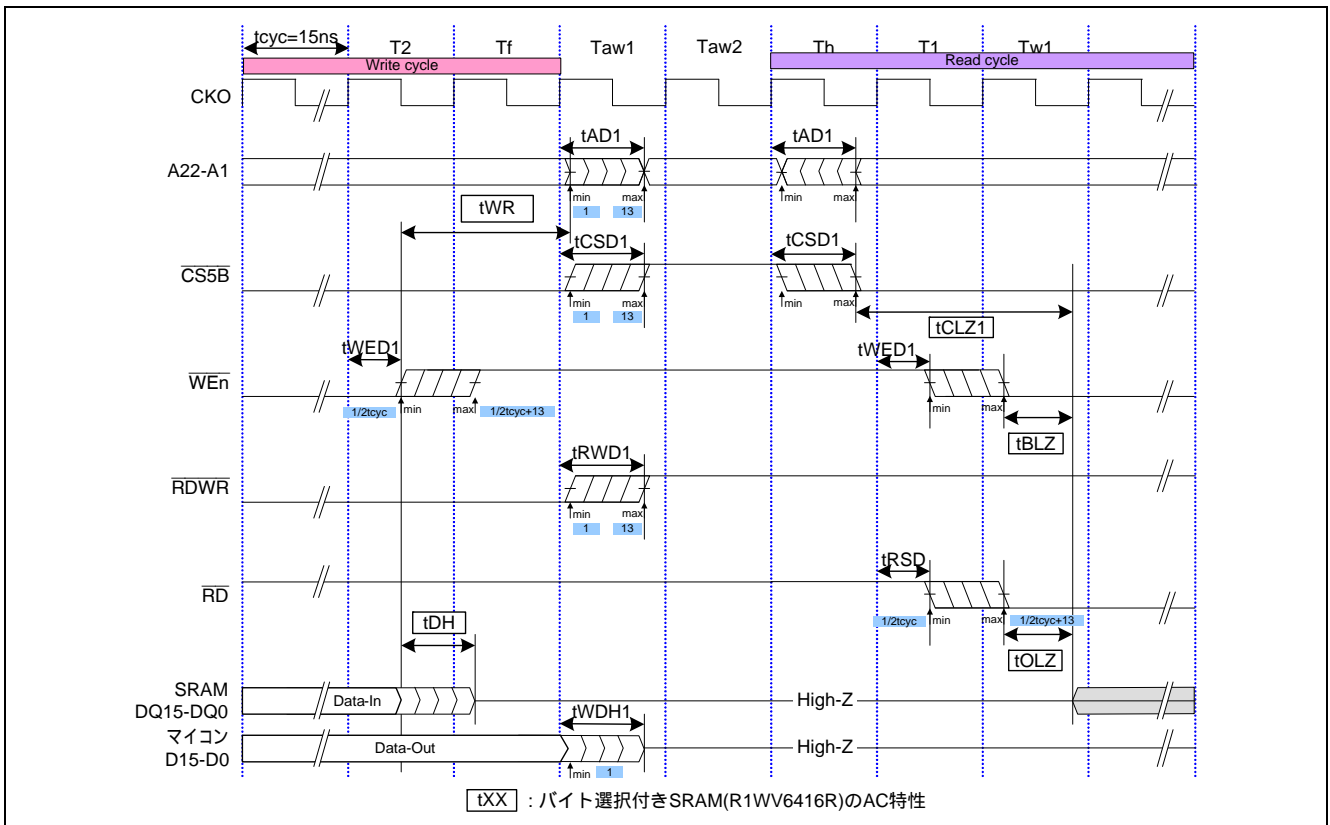 tcyc=15ns
T2
Tf
Taw1
Taw2
Th
T1
Tw1
Write cycle
Read cycle
CKO
tAD1
tAD1
A22-A1
min
max
1
13
min
max
tWR
tCSD1
tCSD1
CS5B
min
max
1
13
min
max
tCLZ1
tWED1
tWED1
WEn
1/2tcyc
min
max
1/2tcyc+13
min
max
tBLZ
tRWD1
RDWR
min
max
1
13
tRSD
RD
1/2tcyc
min
max
1/2tcyc+13
tDH
tOLZ
SRAM
DQ15-DQ0
Data-In
High-Z
tWDH1
マイコン
D15-D0
Data-Out
High-Z
min
1
tXX : バイト選択付きSRAM(R1WV6416R)のAC特性